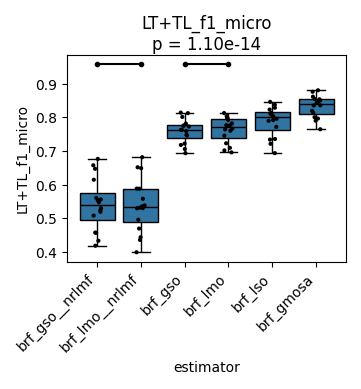 LT+TL_f1_micro
p = 1.10e-14
LT+TL_f1_micro
0.9
0.8
0.7
0.6
0.5
0.4
brf_gso__nrlmf
brf_lmo__nrlmf
brf_gso
brf_lmo
brf_lso
brf_gmosa
estimator